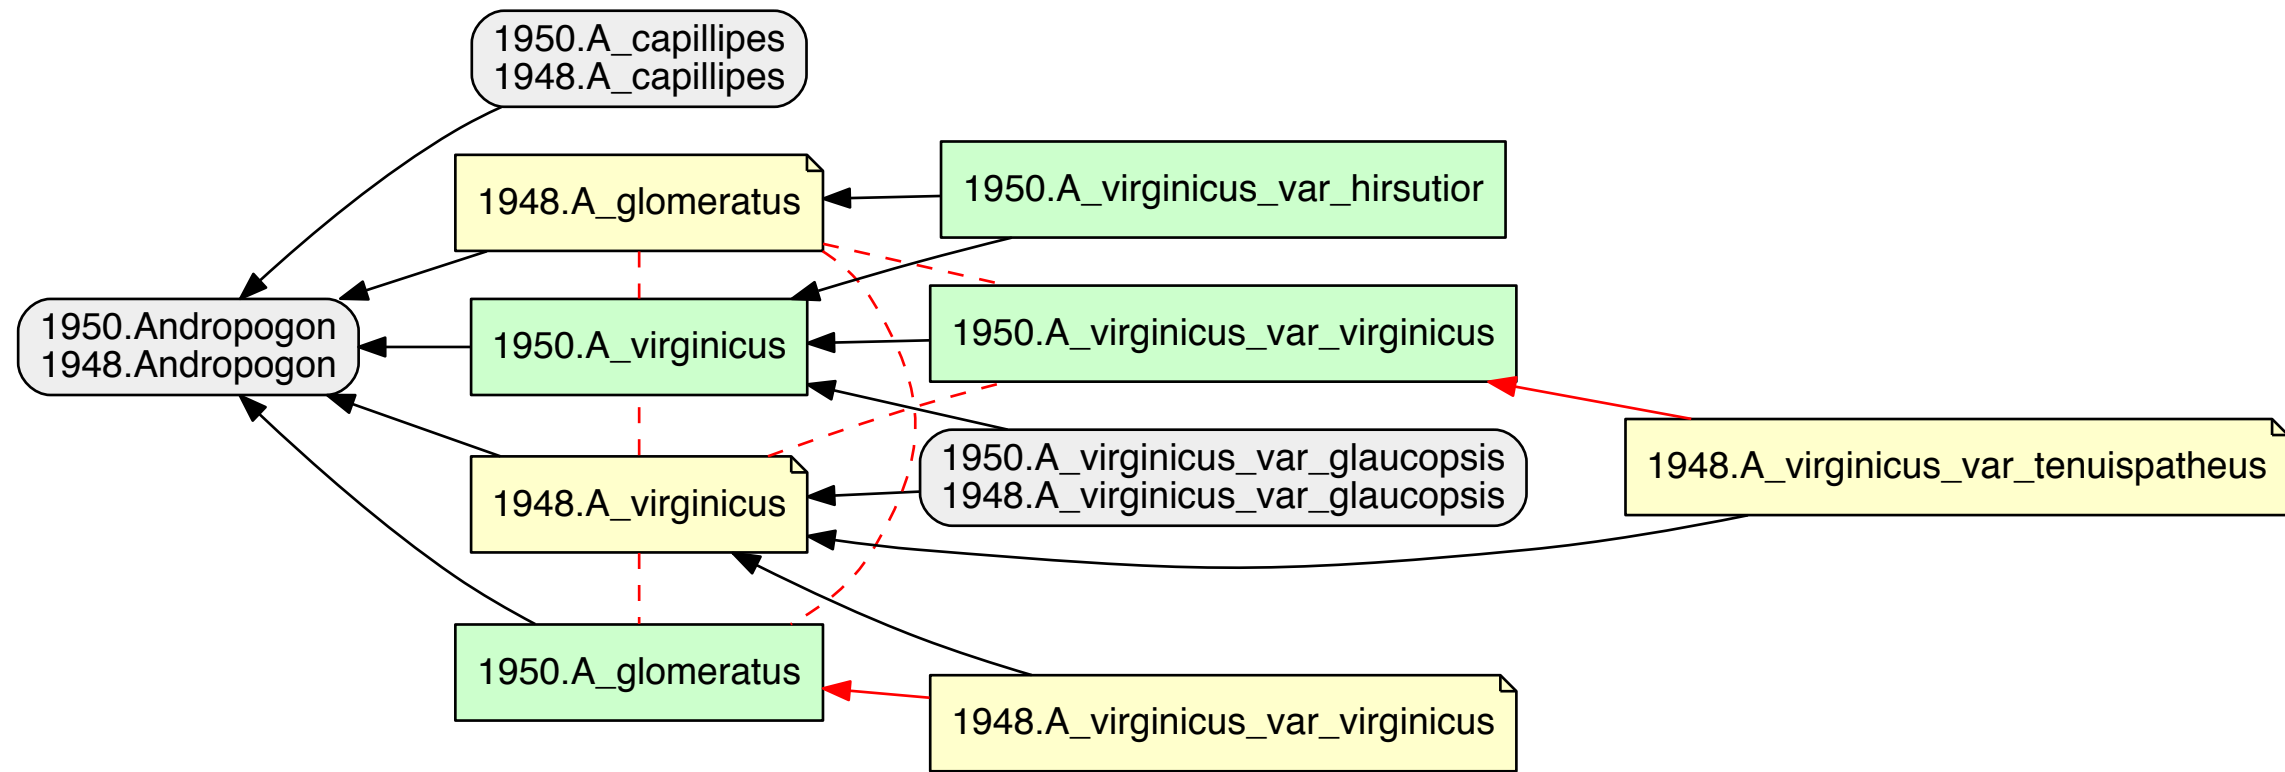 1950.A_capillipes
1948.A_capillipes
1948.A_glomeratus
1950.A_virginicus_var_hirsutior
1950.Andropogon
1948.Andropogon
1950.A_virginicus
1950.A_virginicus_var_virginicus
1950.A_virginicus_var_glaucopsis
1948.A_virginicus_var_glaucopsis
1948.A_virginicus_var_tenuispatheus
1948.A_virginicus
1950.A_glomeratus
1948.A_virginicus_var_virginicus